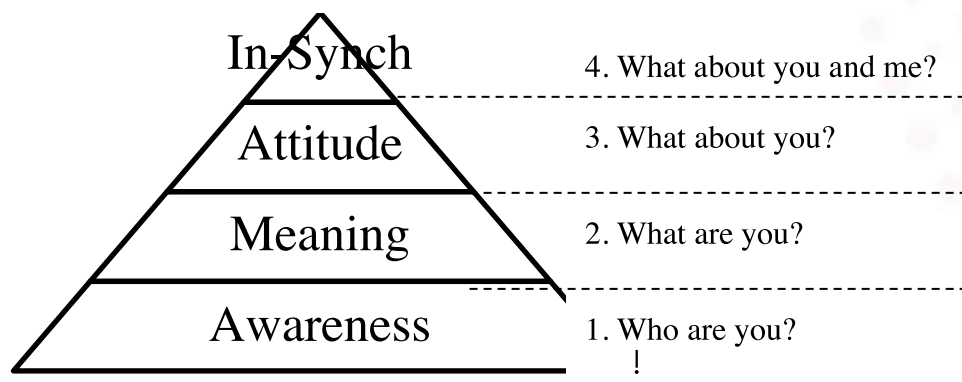 In-Synch
4. What about you and me?
Attitude
3. What about you?
Meaning
2. What are you?
Awareness
1. Who are you?
!